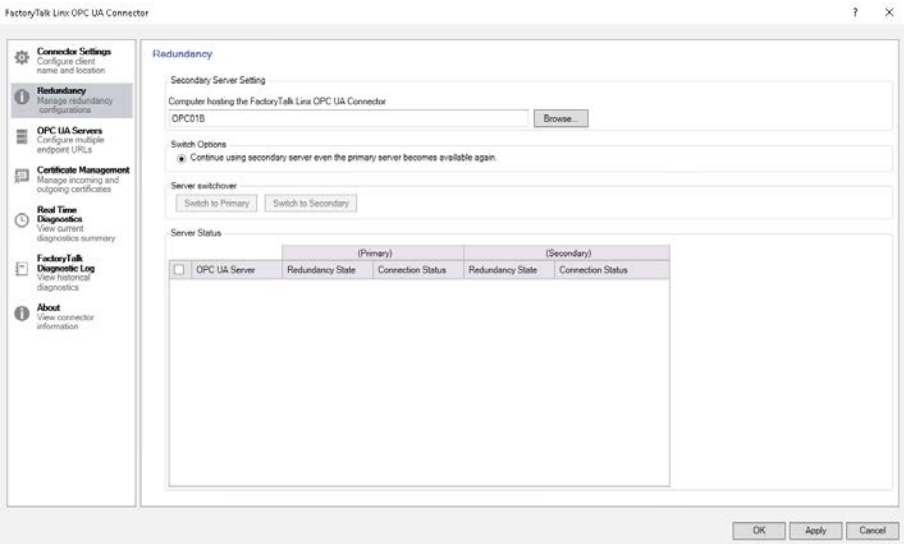 FactoryTalk Linx OPC UA Connector
?
Connector Settings
Configure client
name and location
Redundancy
Manage redundancy
configurations
OPC UA Servers
Configure multiple
endpoint URLs
Certificate Management
Manage incoming and
outgoing certificates
Real Time
Diagnostics
View current
diagnostics summary
FactoryTalk
Diagnostic Log
View historical
diagnostics
About
View connector
information
Redundancy
Secondary Server Setting
Computer hosting the FactoryTalk Linx OPC UA Connector
OPC01B
Browse...
Switch Options
Continue using secondary server even the primary server becomes available again.
Server switchover
Switch to Primary
Switch to Secondary
Server Status
(Primary) (Secondary)
OPC UA Server Redundancy State Connection Status Redundancy State Connection Status
OK Apply Cancel